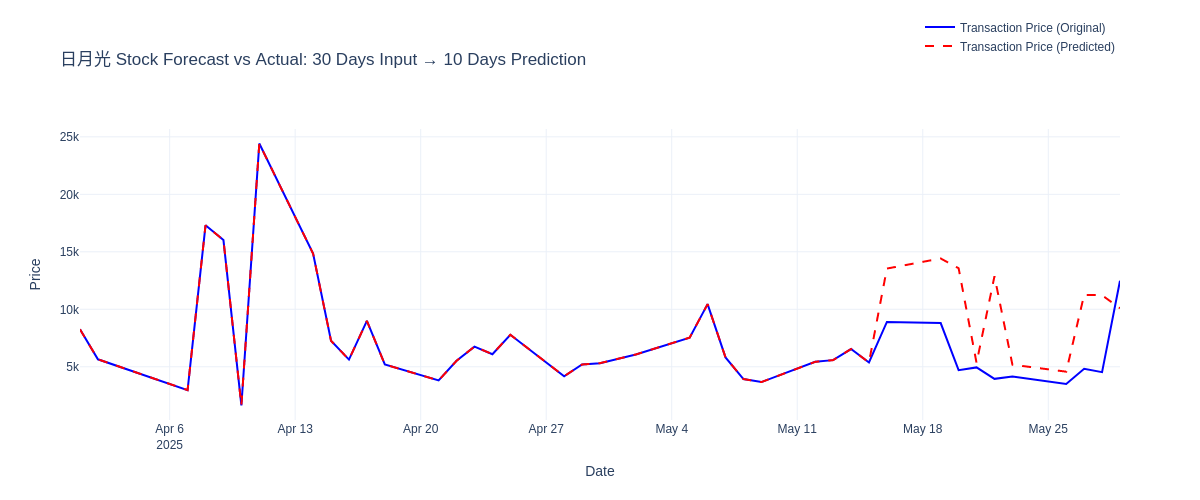 Transaction Price (Original)
Transaction Price (Predicted)
日月光 Stock Forecast vs Actual: 30 Days Input → 10 Days Prediction
25k
20k
15k
10k
5k
Price
Apr 6
2025
Apr 13
Apr 20
Apr 27
May 4
May 11
May 18
May 25
Date